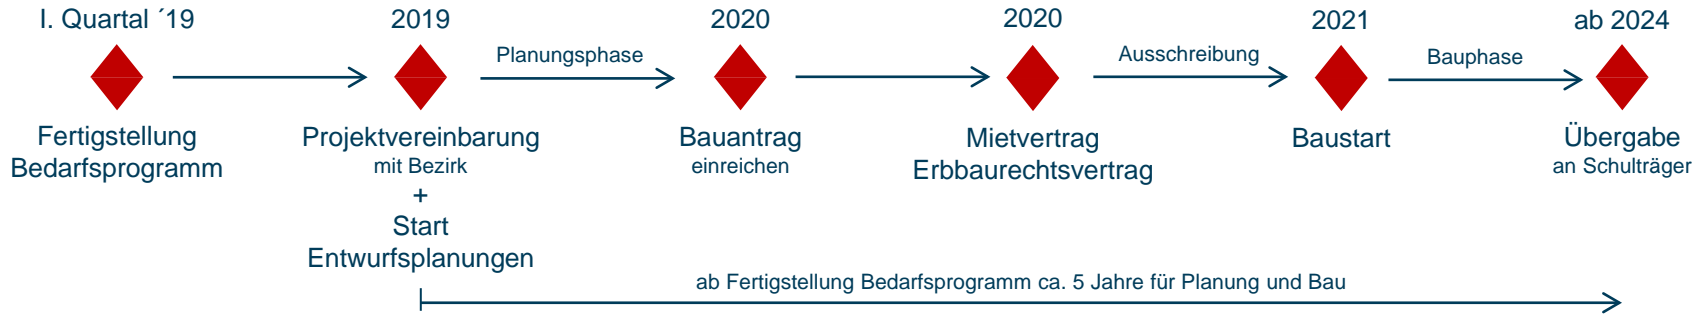 I. Quartal ´19
2019
2020
2020
2021
ab 2024
Planungsphase
Ausschreibung
Bauphase
Fertigstellung
Bedarfsprogramm
Projektvereinbarung
mit Bezirk
+
Start
Entwurfsplanungen
Bauantrag
einreichen
Mietvertrag
Erbbaurechtsvertrag
Baustart
Übergabe
an Schulträger
ab Fertigstellung Bedarfsprogramm ca. 5 Jahre für Planung und Bau